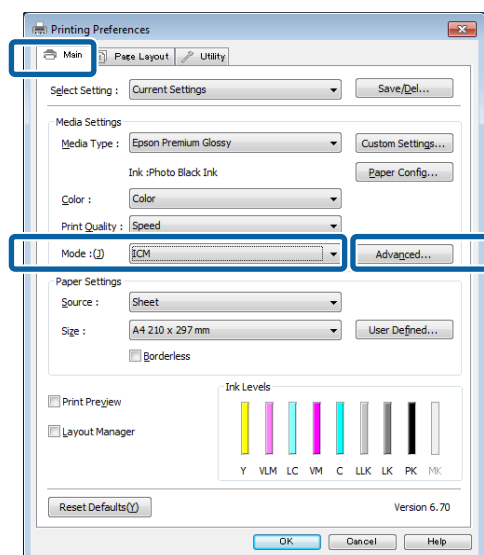 Printing Preferences
Main Page Layout Utility
Select Setting : Current Settings Save/Del...
Media Settings
Media Type : Epson Premium Glossy Custom Settings...
Ink :Photo Black Ink Paper Config...
Color : Color
Print Quality : Speed
Mode :(J) ICM Advanced...
Paper Settings
Source : Sheet
Size : A4 210 x 297 mm User Defined...
Borderless
Print Preview
Layout Manager
Ink Levels
Y VLM LC VM C LLK LK PK MK
Reset Defaults(Y) Version 6.70
OK Cancel Help